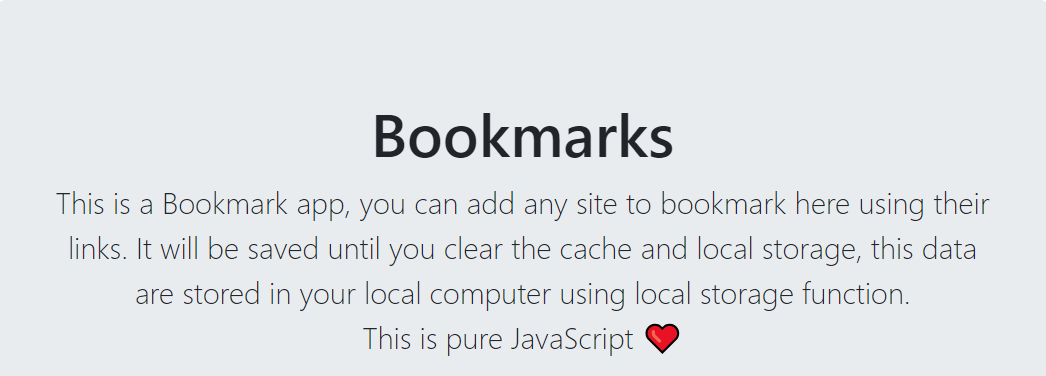 Bookmarks
This is a Bookmark app, you can add any site to bookmark here using their
links. It will be saved until you clear the cache and local storage, this data
are stored in your local computer using local storage function.
This is pure JavaScript ❤️